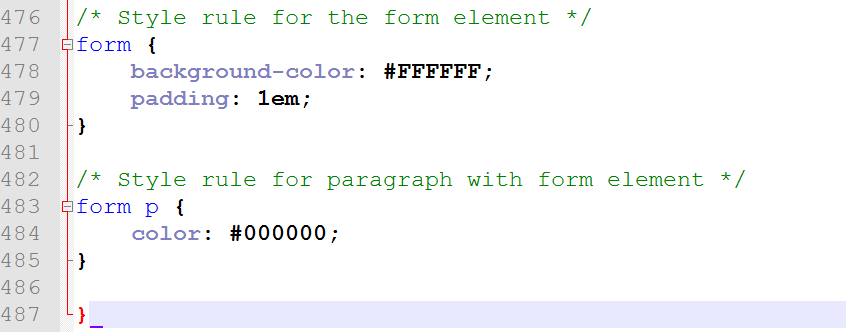 476 /* Style rule for the form element */
477 form {
478     background-color: #FFFFFF;
479     padding: 1em;
480 }
481
482 /* Style rule for paragraph with form element */
483 form p {
484     color: #000000;
485 }
486
487 }